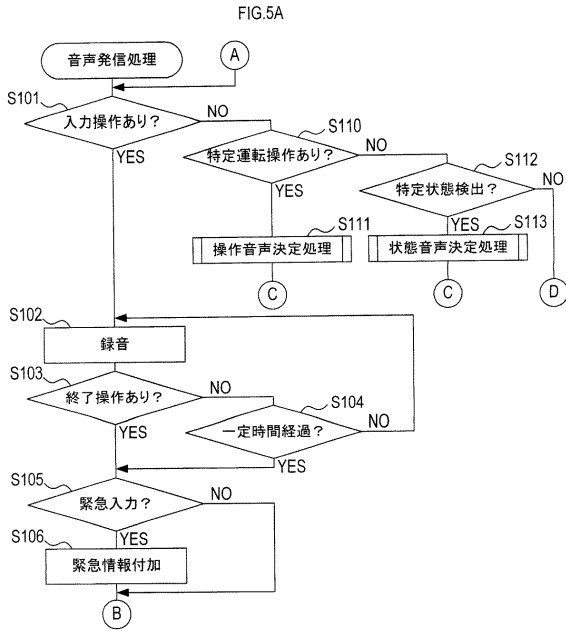 FIG.5A
音声発信処理
A
S101
入力操作あり?
NO
YES
S110
特定運転操作あり?
NO
YES
S112
特定状態検出?
NO
YES
S111
操作音声決定処理
S113
状態音声決定処理
C
C
D
S102
録音
S103
終了操作あり?
NO
YES
S104
一定時間経過?
NO
YES
S105
緊急入力?
NO
YES
S106
緊急情報付加
B